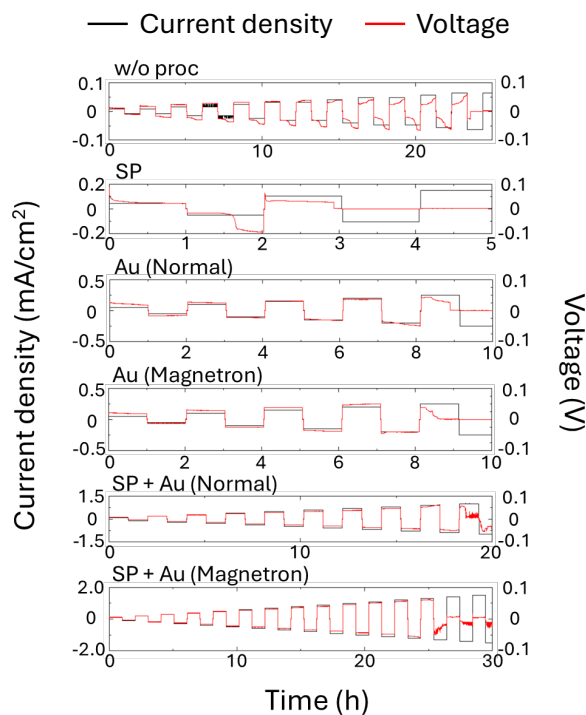 Current density Voltage
w/o proc
0.1 0.1
0 0
-0.1 -0.1
0 10 20
SP
0.2 0.1
0 0
-0.2 -0.1
0 1 2 3 4 5
Au (Normal)
0.5 0.1
0 0
-0.5 -0.1
0 2 4 6 8 10
Au (Magnetron)
0.5 0.1
0 0
-0.5 -0.1
0 2 4 6 8 10
SP + Au (Normal)
1.5 0.1
0 0
-1.5 -0.1
0 10 20
SP + Au (Magnetron)
2.0 0.1
0 0
-2.0 -0.1
0 10 20 30
Current density (mA/cm²)
Voltage (V)
Time (h)